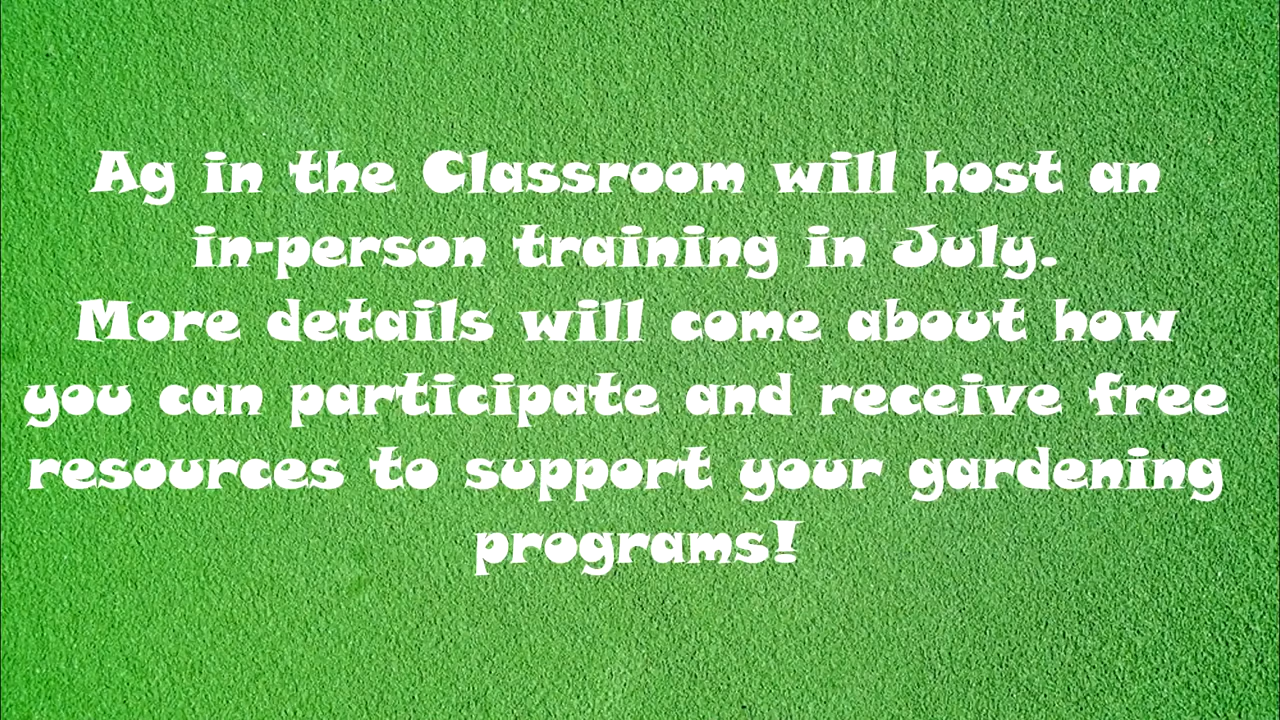 Ag in the Classroom will host an
in-person training in July.
More details will come about how
you can participate and receive free
resources to support your gardening
programs!